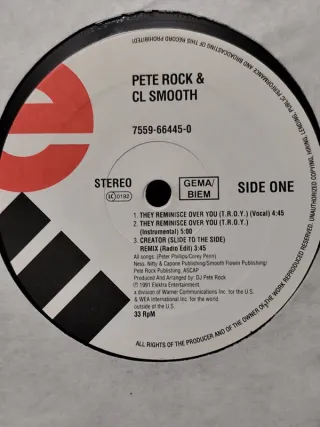 PETE ROCK &
CL SMOOTH
7559-66445-0
STEREO
LC 0192
GEMA/
BIEM
SIDE ONE
1. THEY REMINISCE OVER YOU (T.R.O.Y.) (Vocal) 4:45
2. THEY REMINISCE OVER YOU (T.R.O.Y.)
(Instrumental) 5:00
3. CREATOR (SLIDE TO THE SIDE)
REMIX (Radio Edit) 3:45
All songs: (Peter Phillips/Corey Penn)
Ness, Nitty & Capone Publishing/Smooth Flower Publishing/
Pete Rock Publishing, ASCAP
Produced And Arranged by: DJ Pete Rock
℗ 1991 Elektra Entertainment,
a division of Warner Communications Inc. for the U.S.
& WEA International Inc. for the world
outside of the U.S.
33 RpM
ALL RIGHTS OF THE PRODUCER AND OF THE OWNER OF THE WORK REPRODUCED RESERVED. UNAUTHORIZED COPYING, HIRING, LENDING, PUBLIC PERFORMANCE AND BROADCASTING OF THIS RECORD PROHIBITED!